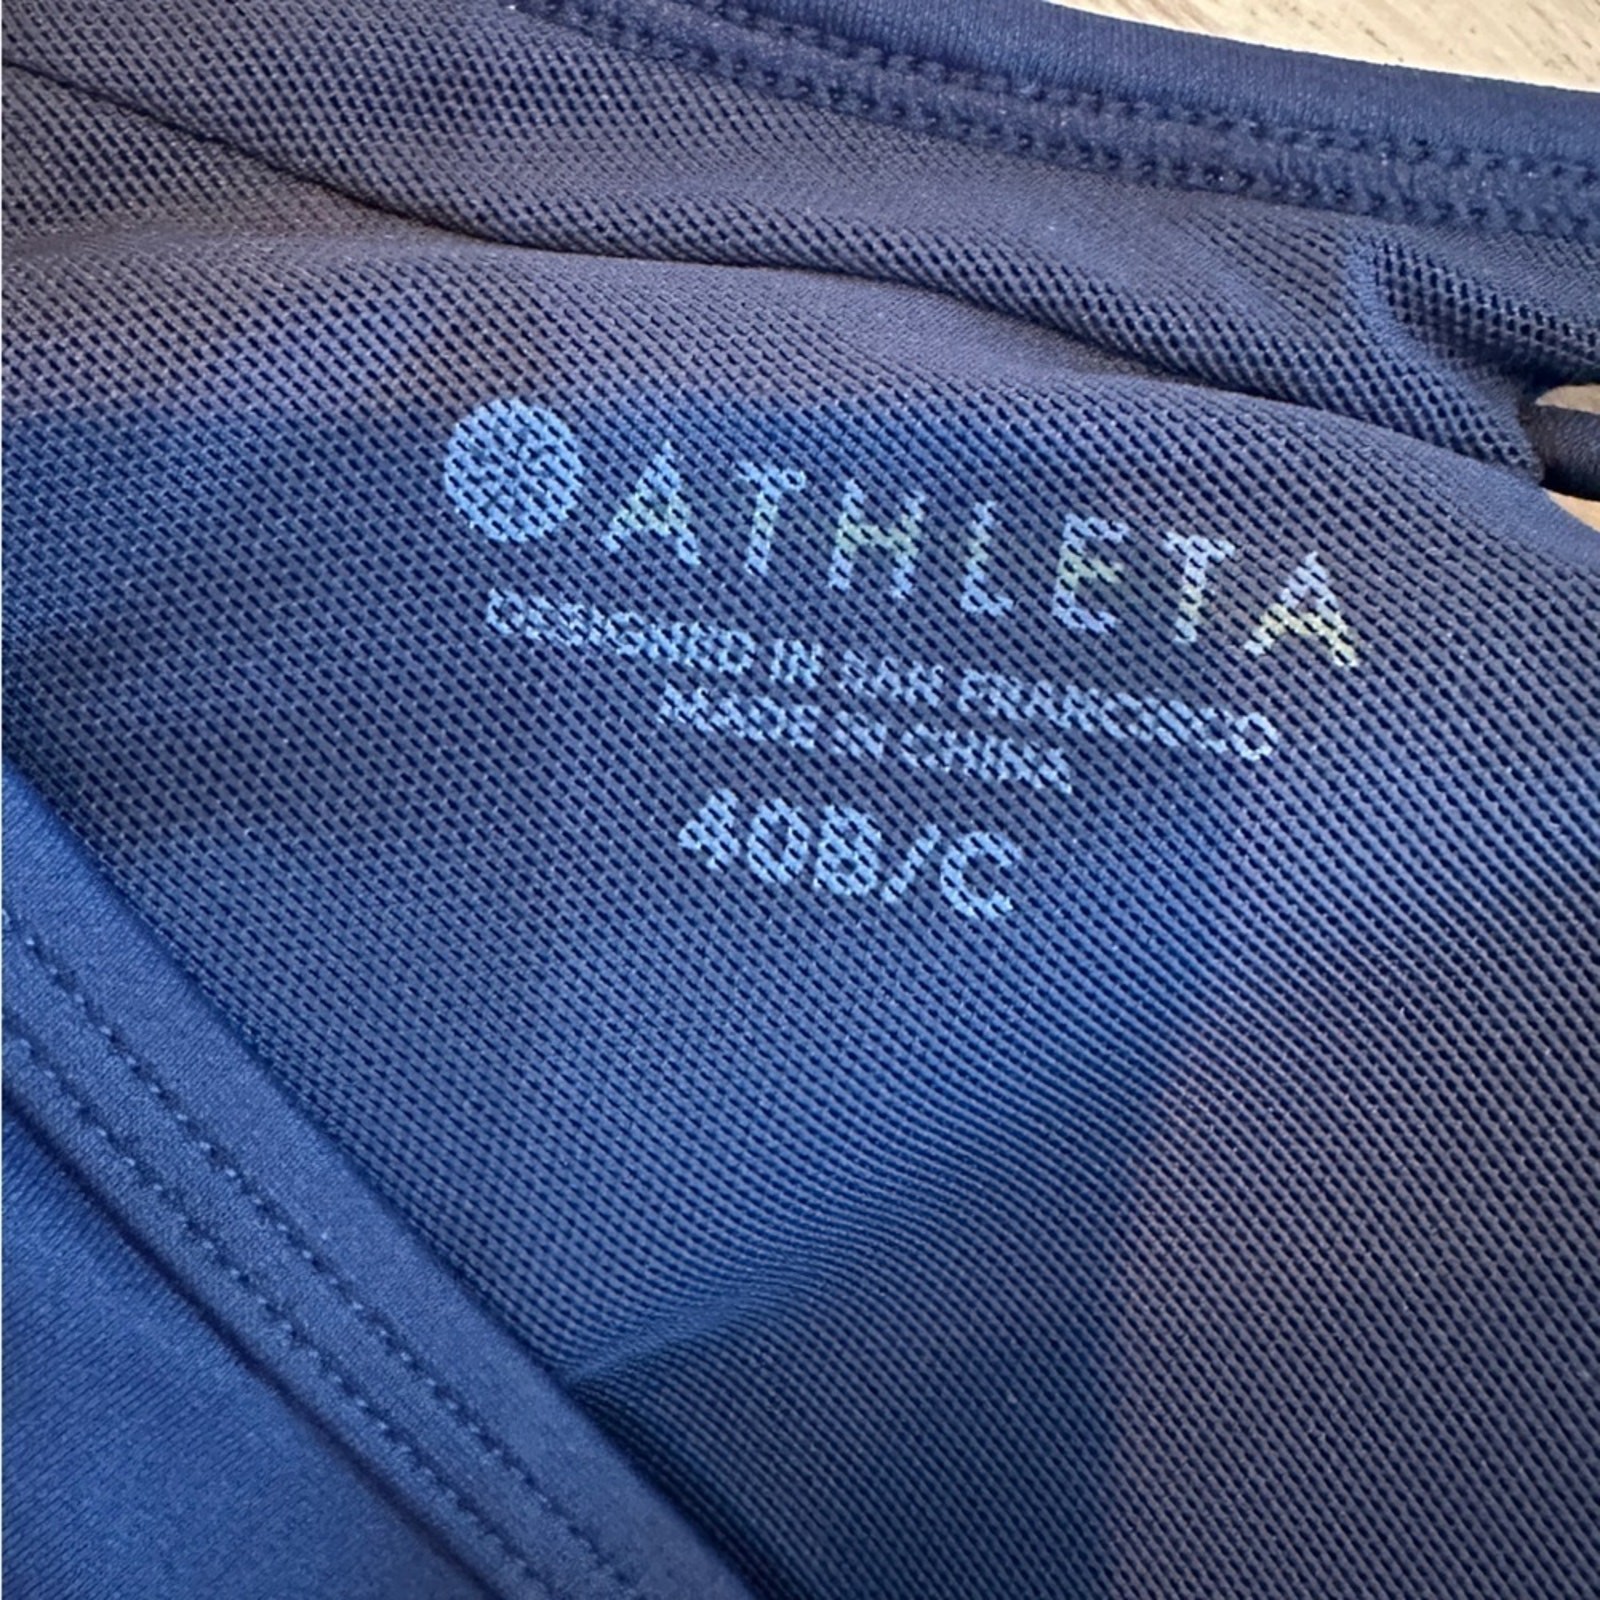 ATHLETA
DESIGNED IN SAN FRANCISCO
MADE IN CHINA
40B/C